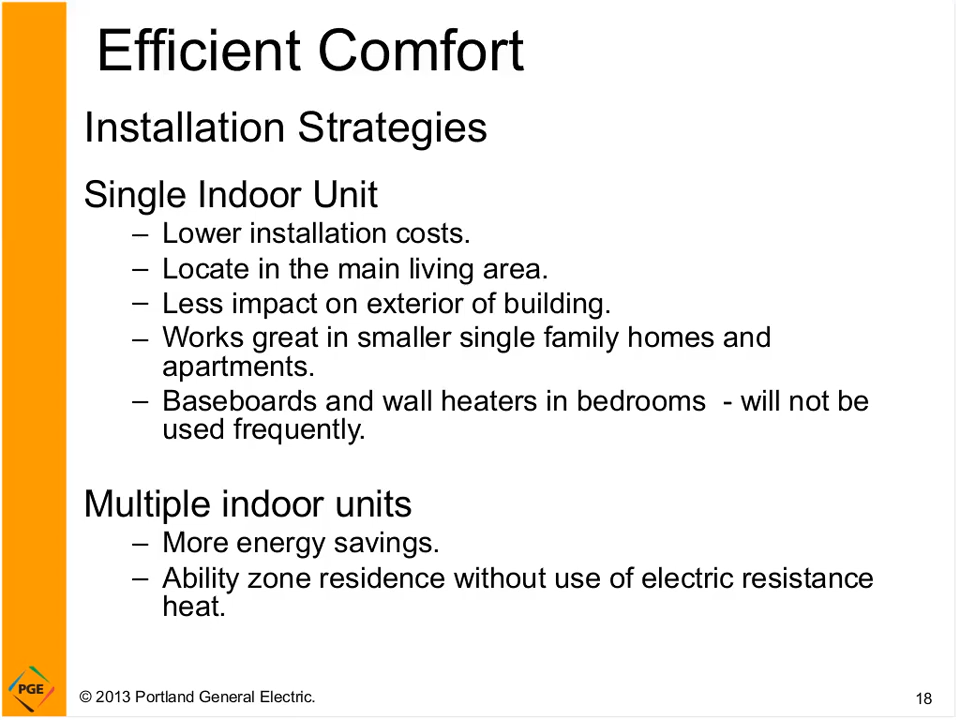 Efficient Comfort
Installation Strategies
Single Indoor Unit
– Lower installation costs.
– Locate in the main living area.
– Less impact on exterior of building.
– Works great in smaller single family homes and
apartments.
– Baseboards and wall heaters in bedrooms  - will not be
used frequently.
Multiple indoor units
– More energy savings.
– Ability zone residence without use of electric resistance
heat.
PGE
© 2013 Portland General Electric.
18